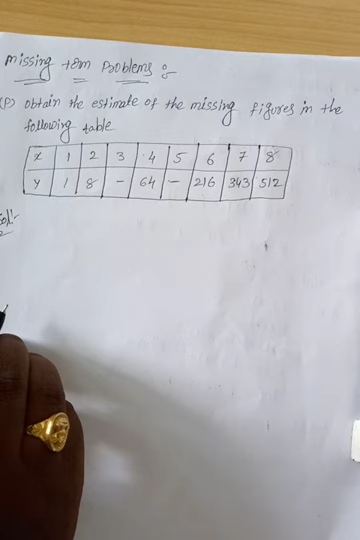 missing term problems :-
(P) obtain the estimate of the missing figures in the
following table
x 1 2 3 4 5 6 7 8
y 1 8 - 64 - 216 343 512
Sol:-